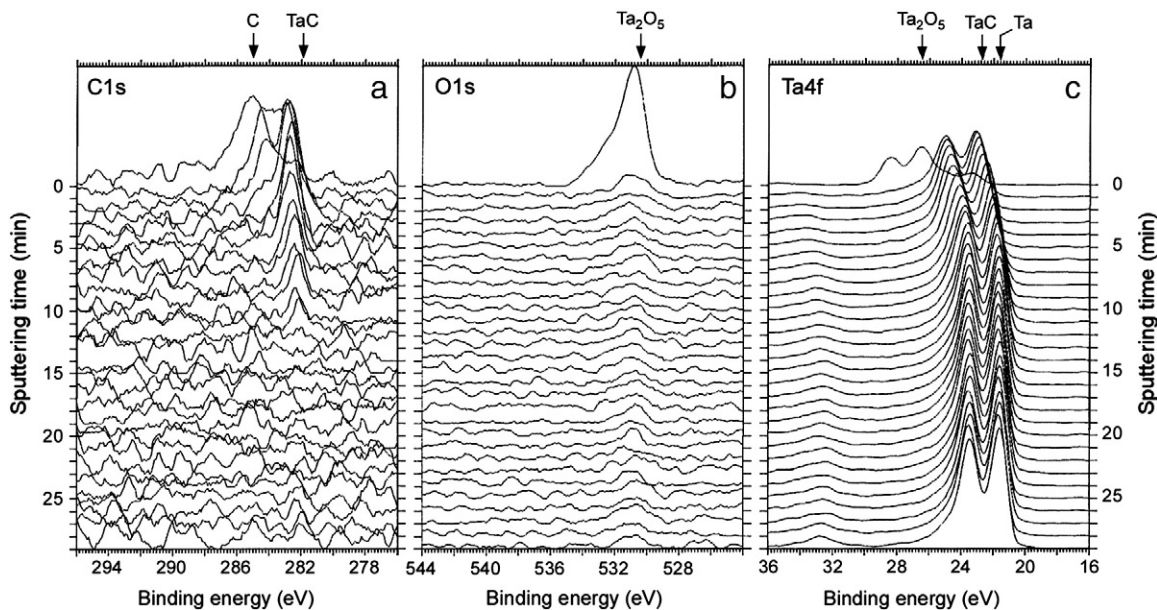 C TaC Ta₂O₅ Ta₂O₅ TaC Ta
C1s a O1s b Ta4f c
Sputtering time (min)
0
5
10
15
20
25
0
5
10
15
20
25
Sputtering time (min)
294 290 286 282 278 544 540 536 532 528 36 32 28 24 20 16
Binding energy (eV) Binding energy (eV) Binding energy (eV)